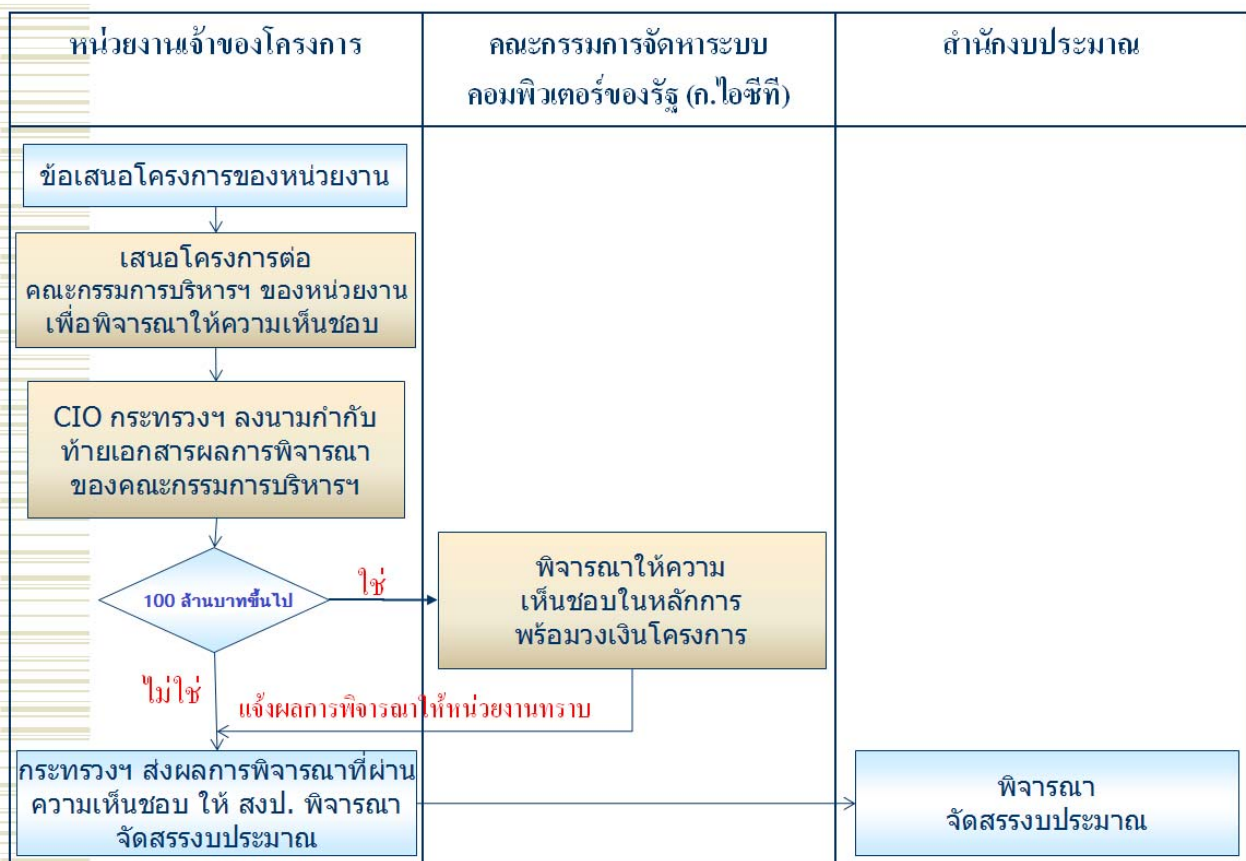 หน่วยงานเจ้าของโครงการ
คณะกรรมการจัดหาระบบ
คอมพิวเตอร์ของรัฐ (ก.ไอซีที)
สำนักงบประมาณ
ข้อเสนอโครงการของหน่วยงาน
เสนอโครงการต่อ
คณะกรรมการบริหารฯ ของหน่วยงาน
เพื่อพิจารณาให้ความเห็นชอบ
CIO กระทรวงฯ ลงนามกำกับ
ท้ายเอกสารผลการพิจารณา
ของคณะกรรมการบริหารฯ
100 ล้านบาทขึ้นไป
ใช่
พิจารณาให้ความ
เห็นชอบในหลักการ
พร้อมวงเงินโครงการ
ไม่ใช่
แจ้งผลการพิจารณาให้หน่วยงานทราบ
กระทรวงฯ ส่งผลการพิจารณาที่ผ่าน
ความเห็นชอบ ให้ สงป. พิจารณา
จัดสรรงบประมาณ
พิจารณา
จัดสรรงบประมาณ